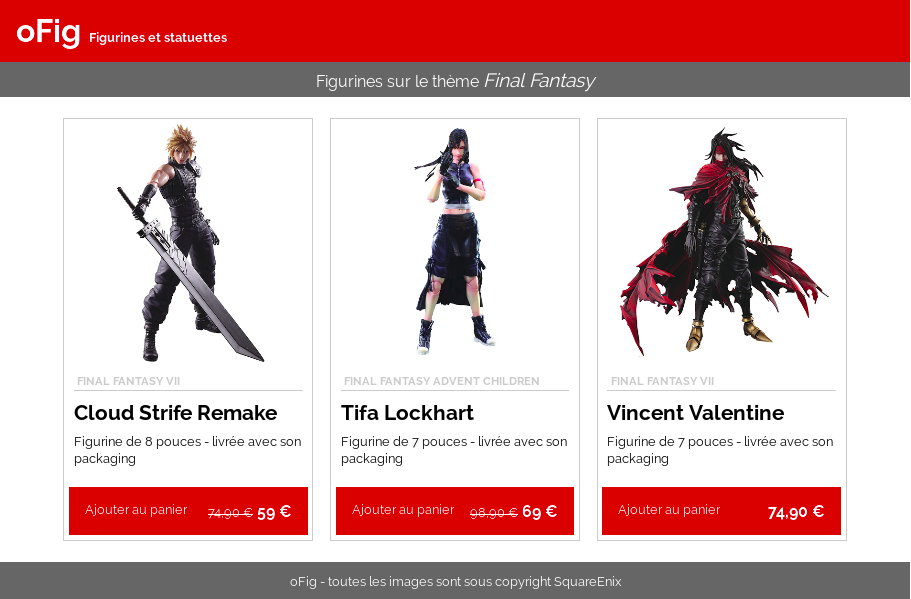 oFig Figurines et statuettes
Figurines sur le thème Final Fantasy
FINAL FANTASY VII
Cloud Strife Remake
Figurine de 8 pouces - livrée avec son
packaging
Ajouter au panier 74,90 € 59 €
FINAL FANTASY ADVENT CHILDREN
Tifa Lockhart
Figurine de 7 pouces - livrée avec son
packaging
Ajouter au panier 98,90 € 69 €
FINAL FANTASY VII
Vincent Valentine
Figurine de 7 pouces - livrée avec son
packaging
Ajouter au panier 74,90 €
oFig - toutes les images sont sous copyright SquareEnix